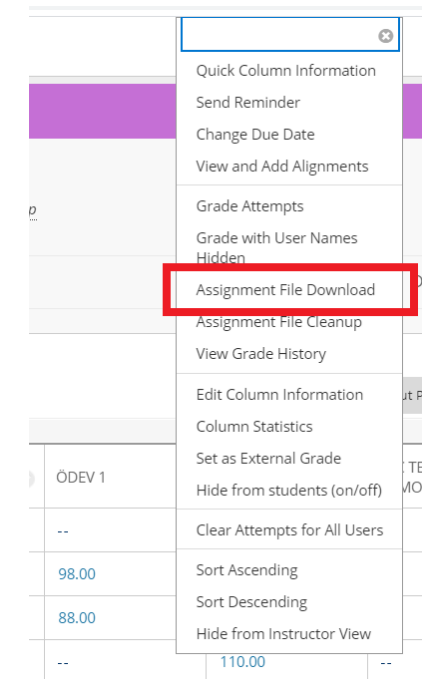 Quick Column Information
Send Reminder
Change Due Date
View and Add Alignments
p
Grade Attempts
Grade with User Names
Hidden
Assignment File Download
Assignment File Cleanup
View Grade History
Edit Column Information
ut P
Column Statistics
Set as External Grade
ÖDEV 1
TE
Hide from students (on/off)
MO
--
Clear Attempts for All Users
98.00
Sort Ascending
88.00
Sort Descending
Hide from Instructor View
--
110.00
--